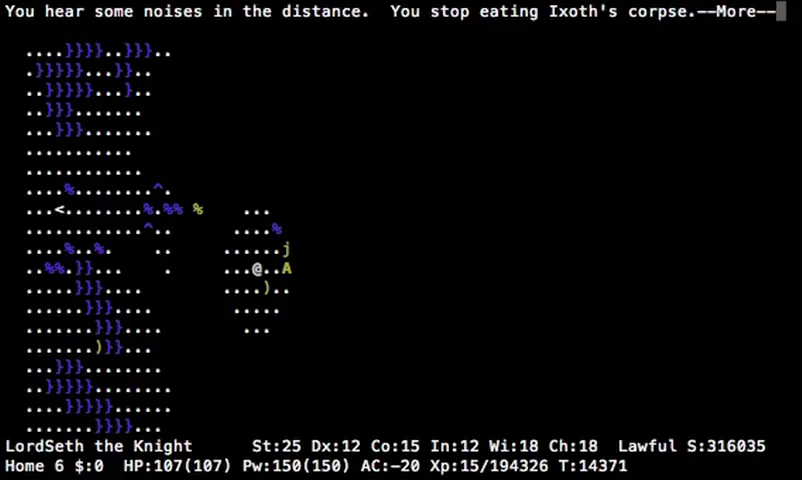 You hear some noises in the distance.  You stop eating Ixoth's corpse.--More--
....}}}}..}}}..
.}}}}}...}}..
..}}}}}...}..
..}}}.......
...}}}.......
...........
............
....%........^.
...<........%.%% %    ...
............^..     ....%
....%..%.    ..     ......j
..%%.}}...    .     ...@..A
.....}}}....        ....)..
......}}}....        .....
.......}}}....        ...
.......)}}...
...}}}........
..}}}}}........
....}}}}}......
.......}}}}...
LordSeth the Knight      St:25 Dx:12 Co:15 In:12 Wi:18 Ch:18  Lawful S:316035
Home 6 $:0  HP:107(107) Pw:150(150) AC:-20 Xp:15/194326 T:14371